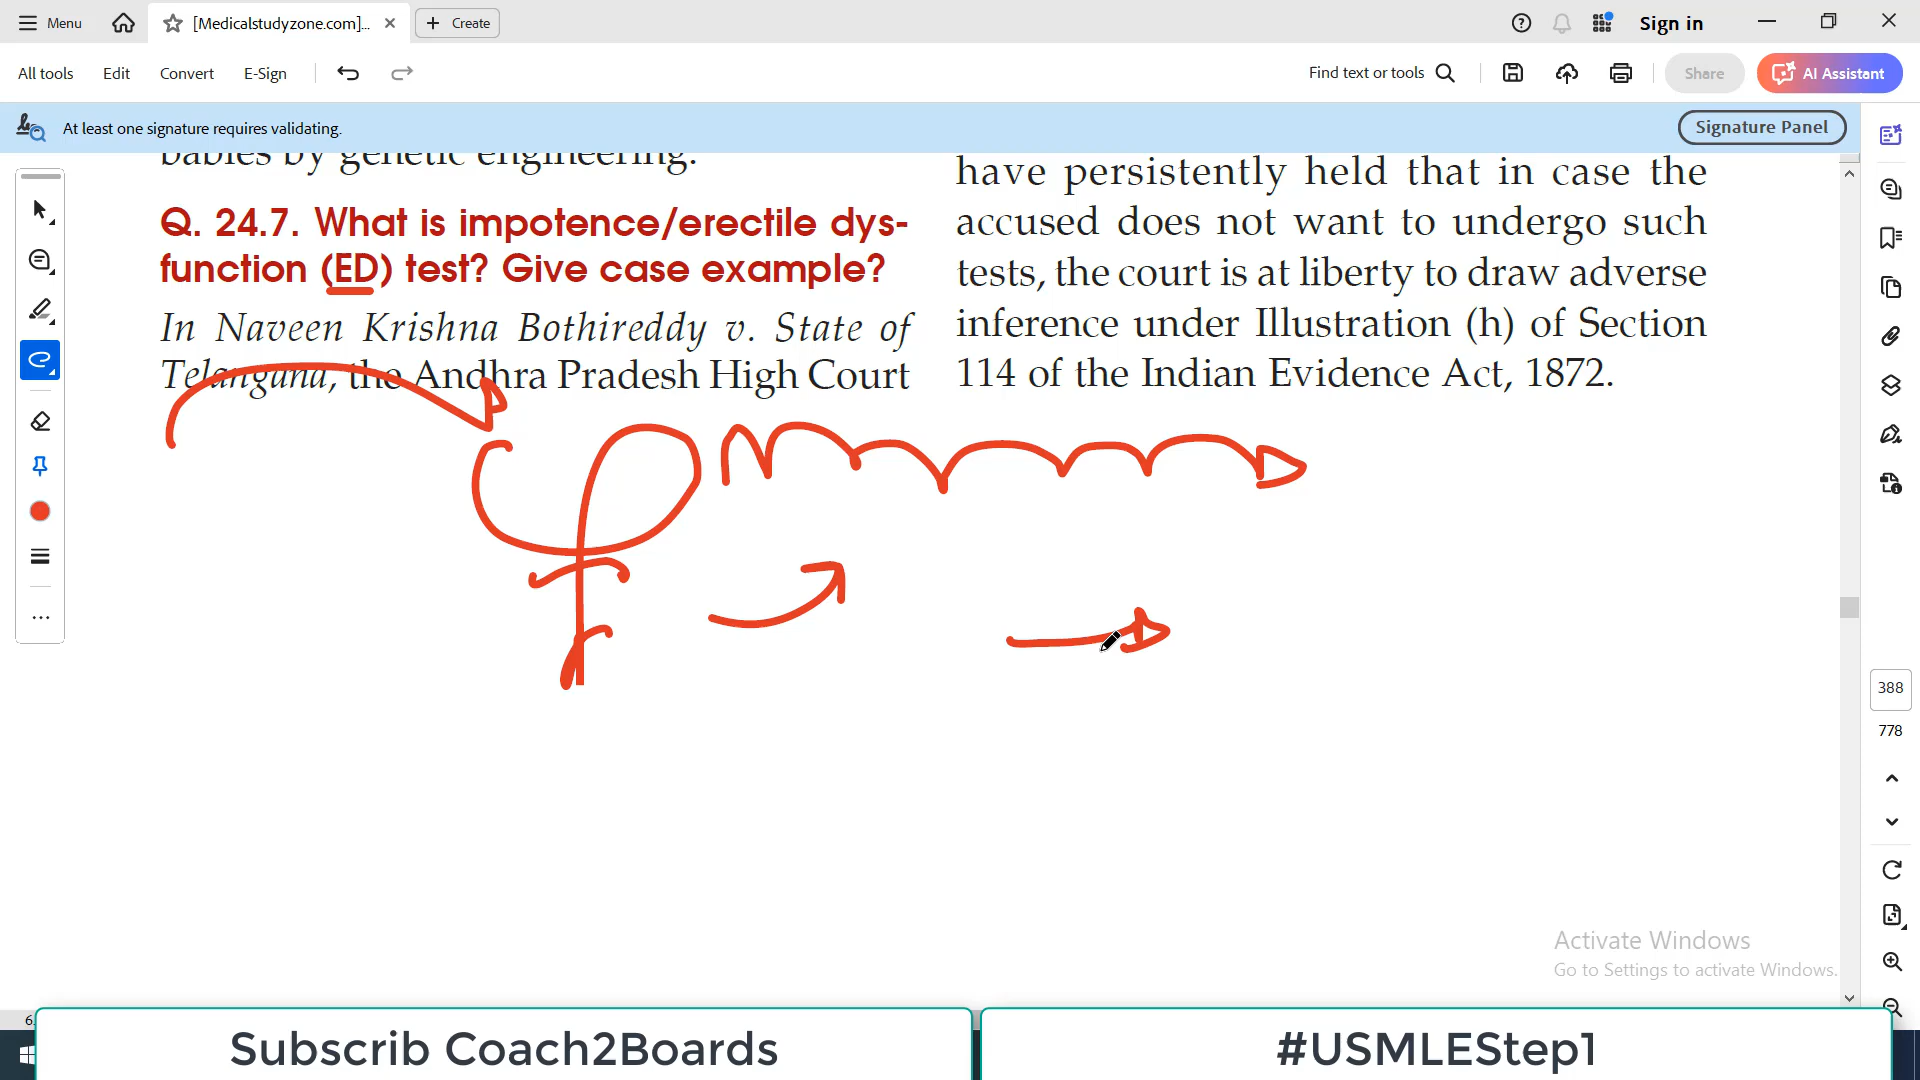 Menu
[Medicalstudyzone.com]...
Create
Sign in
All tools
Edit
Convert
E-Sign
Find text or tools
Share
AI Assistant
At least one signature requires validating.
Signature Panel
babies by genetic engineering.
Q. 24.7. What is impotence/erectile dys-
function (ED) test? Give case example?
In Naveen Krishna Bothireddy v. State of
Telangana, the Andhra Pradesh High Court
have persistently held that in case the
accused does not want to undergo such
tests, the court is at liberty to draw adverse
inference under Illustration (h) of Section
114 of the Indian Evidence Act, 1872.
388
778
Activate Windows
Go to Settings to activate Windows.
Subscrib Coach2Boards
#USMLEStep1